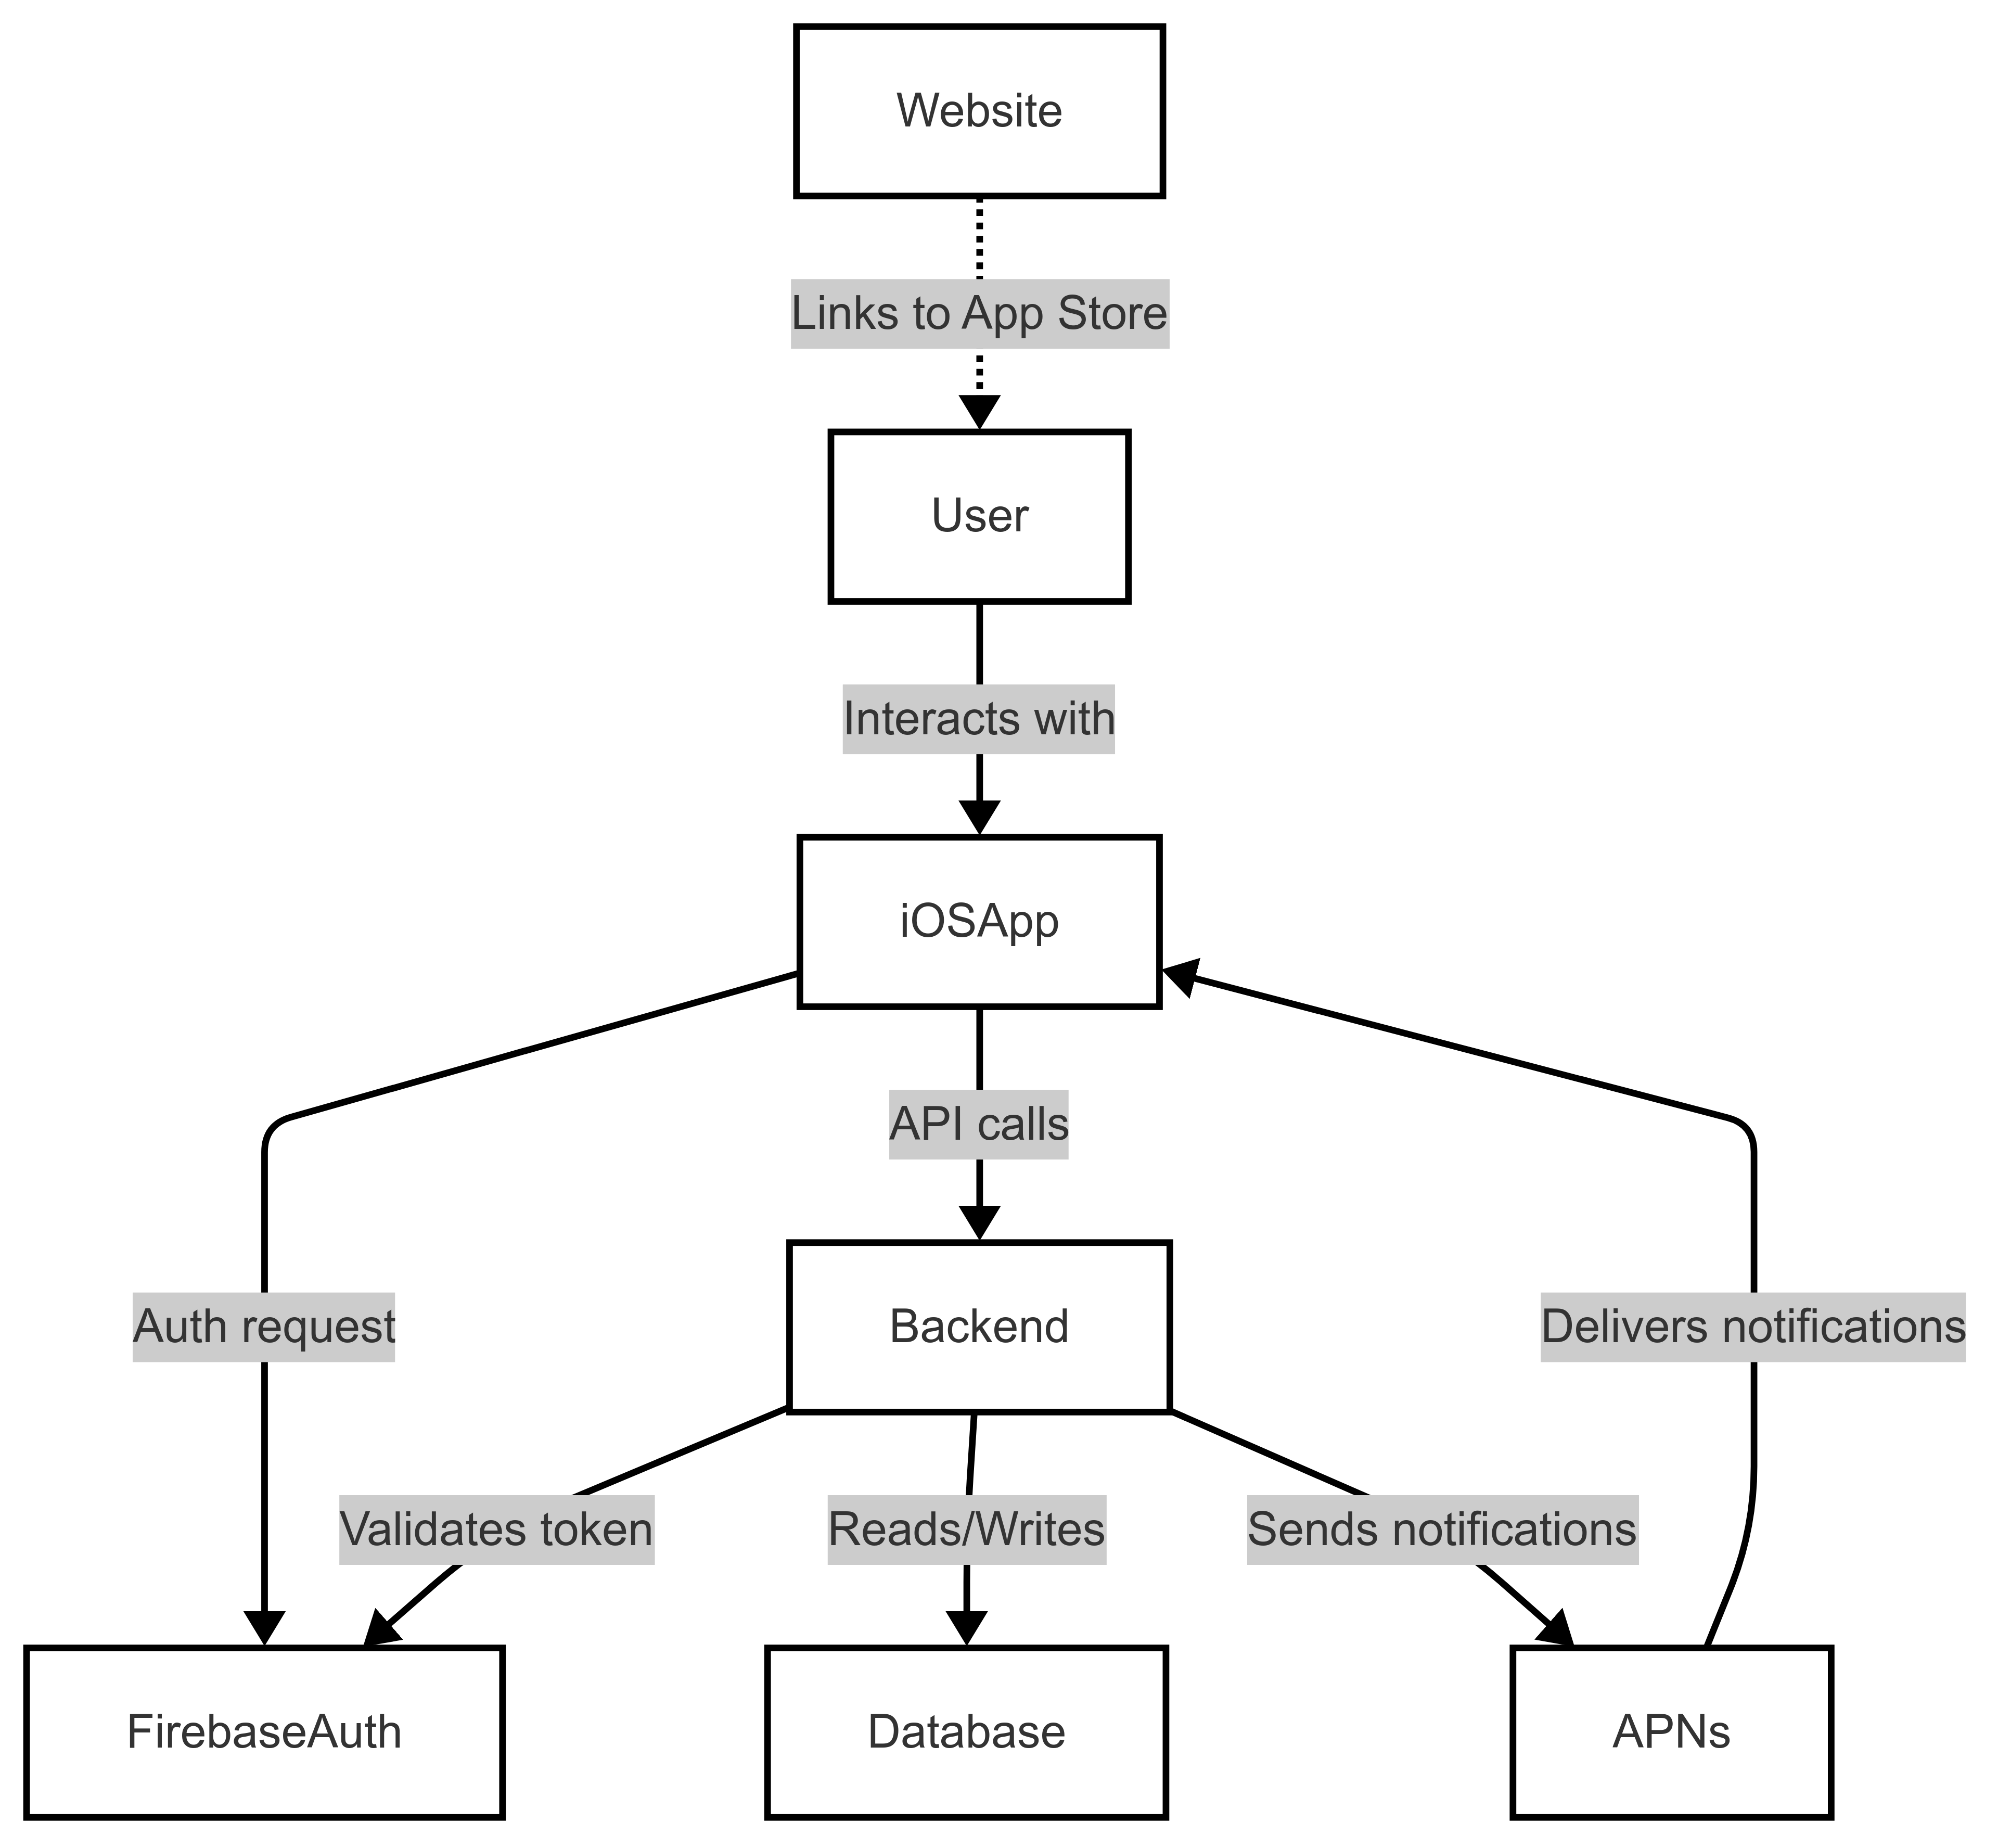 Website
Links to App Store
User
Interacts with
iOSApp
API calls
Auth request
Backend
Delivers notifications
Validates token
Reads/Writes
Sends notifications
FirebaseAuth
Database
APNs